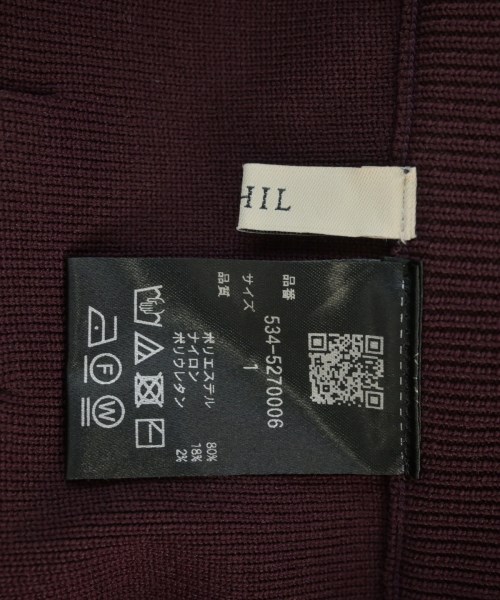 HIL
品番 534-5270006
サイズ 1
品質
ポリエステル 80%
ナイロン 18%
ポリウレタン 2%
F W